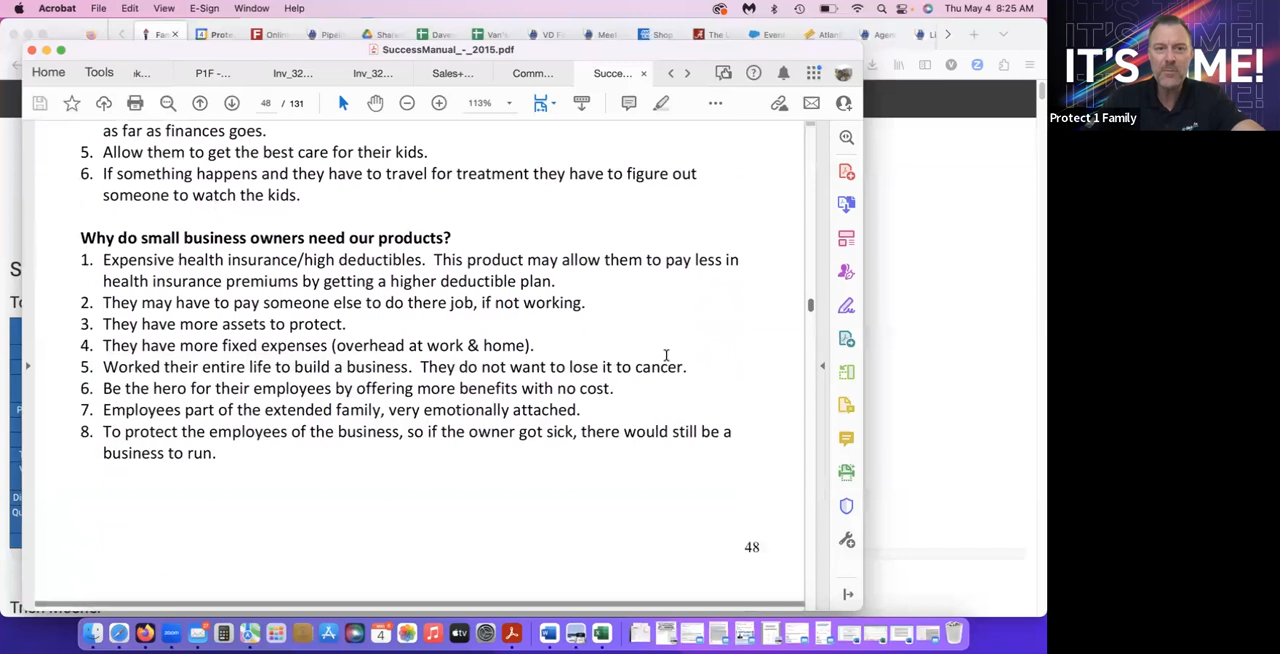 Acrobat File Edit View E-Sign Window Help Thu May 4 8:25 AM
SuccessManual_-_2015.pdf
Home Tools P1F -... Inv_32... Inv_32... Sales+... Comm... Succe... ×
48 / 131 113%
as far as finances goes.
5. Allow them to get the best care for their kids.
6. If something happens and they have to travel for treatment they have to figure out
someone to watch the kids.
Why do small business owners need our products?
1. Expensive health insurance/high deductibles. This product may allow them to pay less in
health insurance premiums by getting a higher deductible plan.
2. They may have to pay someone else to do there job, if not working.
3. They have more assets to protect.
4. They have more fixed expenses (overhead at work & home).
5. Worked their entire life to build a business. They do not want to lose it to cancer.
6. Be the hero for their employees by offering more benefits with no cost.
7. Employees part of the extended family, very emotionally attached.
8. To protect the employees of the business, so if the owner got sick, there would still be a
business to run.
48
IT'S ME!
Protect 1 Family